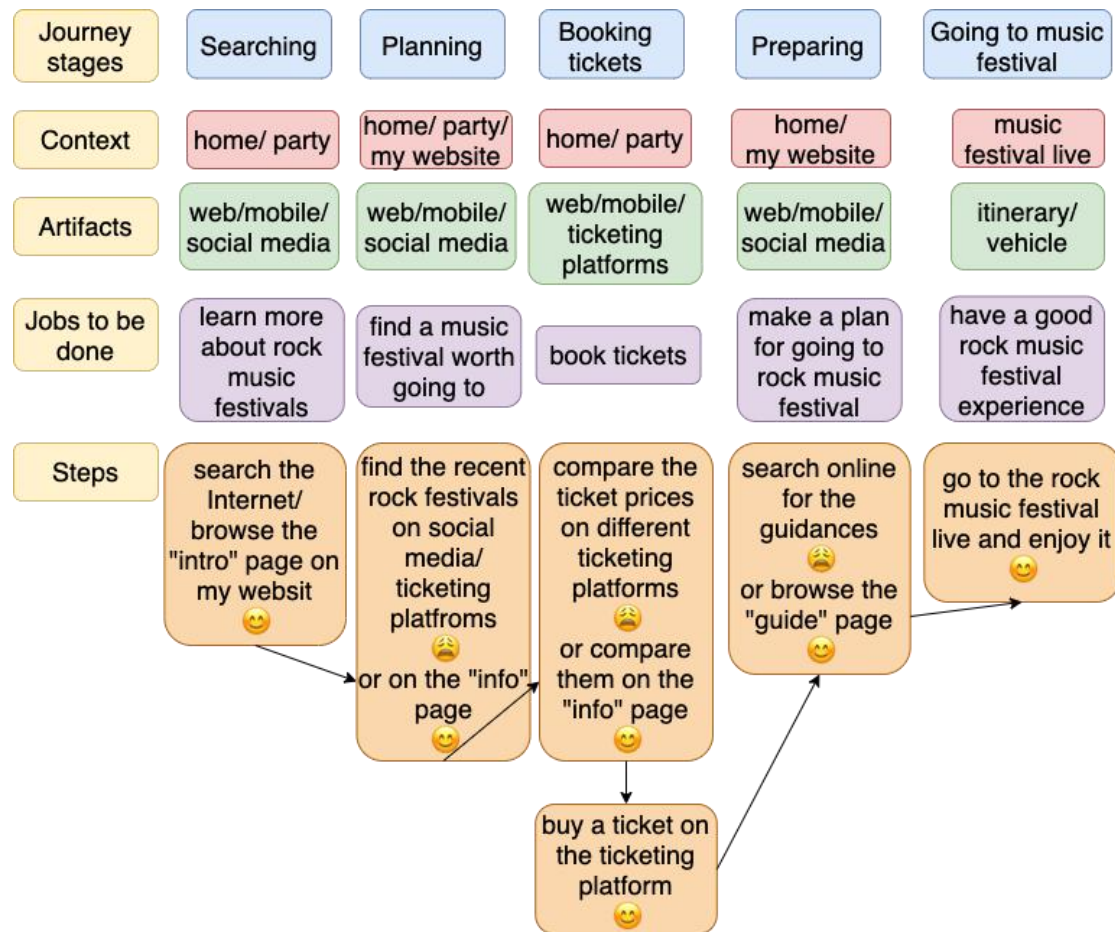 Journey
stages
Searching
Planning
Booking
tickets
Preparing
Going to music
festival
Context
home/ party
home/ party/
my website
home/ party
home/
my website
music
festival live
Artifacts
web/mobile/
social media
web/mobile/
social media
web/mobile/
ticketing
platforms
web/mobile/
social media
itinerary/
vehicle
Jobs to be
done
learn more
about rock
music
festivals
find a music
festival worth
going to
book tickets
make a plan
for going to
rock music
festival
have a good
rock music
festival
experience
Steps
search the
Internet/
browse the
"intro" page on
my websit
😊
find the recent
rock festivals
on social
media/
ticketing
platfroms
😩
or on the "info"
page
😊
compare the
ticket prices
on different
ticketing
platforms
😩
or compare
them on the
"info" page
😊
buy a ticket on
the ticketing
platform
😊
search online
for the
guidances
😩
or browse the
"guide" page
😊
go to the rock
music festival
live and enjoy it
😊